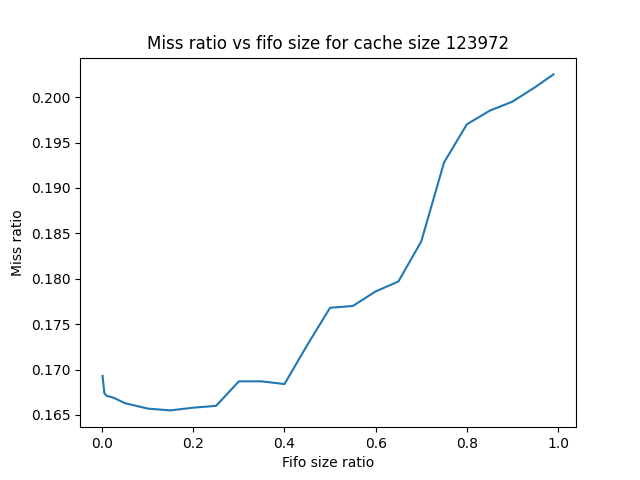 Miss ratio vs fifo size for cache size 123972
0.200
0.195
0.190
0.185
0.180
0.175
0.170
0.165
Miss ratio
0.0 0.2 0.4 0.6 0.8 1.0
Fifo size ratio